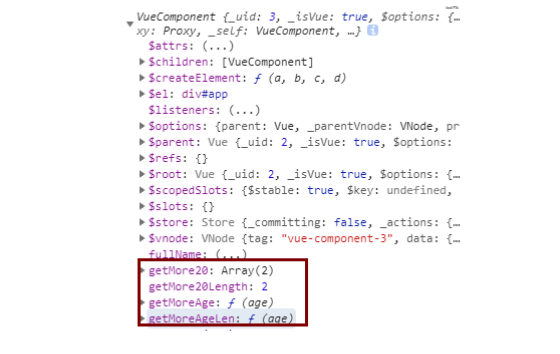 VueComponent {_uid: 3, _isVue: true, $options: {…
xy: Proxy, _self: VueComponent, …} i
$attrs: (...)
$children: [VueComponent]
$createElement: ƒ (a, b, c, d)
$el: div#app
$listeners: (...)
$options: {parent: Vue, _parentVnode: VNode, pr
$parent: Vue {_uid: 2, _isVue: true, $options:
$refs: {}
$root: Vue {_uid: 2, _isVue: true, $options: {…
$scopedSlots: {$stable: true, $key: undefined,
$slots: {}
$store: Store {_committing: false, _actions: {…
$vnode: VNode {tag: "vue-component-3", data: {…
fullName: (...)
getMore20: Array(2)
getMore20Length: 2
getMoreAge: ƒ (age)
getMoreAgeLen: ƒ (age)